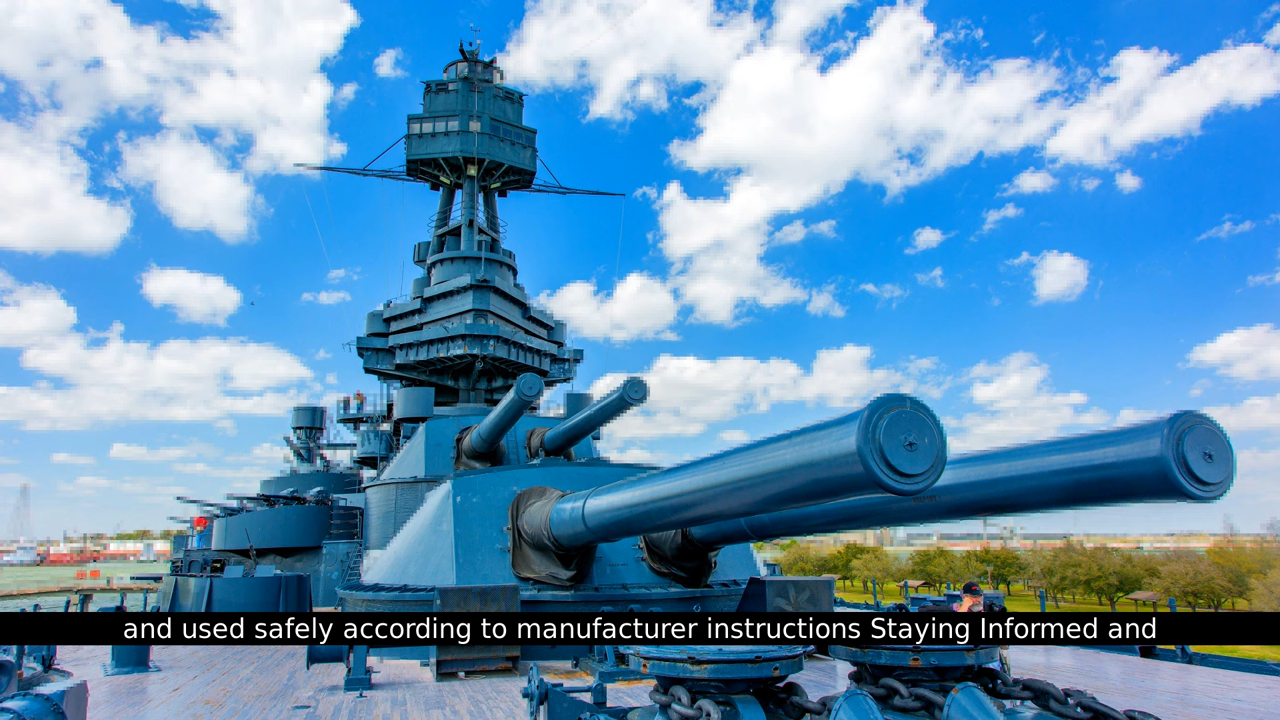 and used safely according to manufacturer instructions Staying Informed and